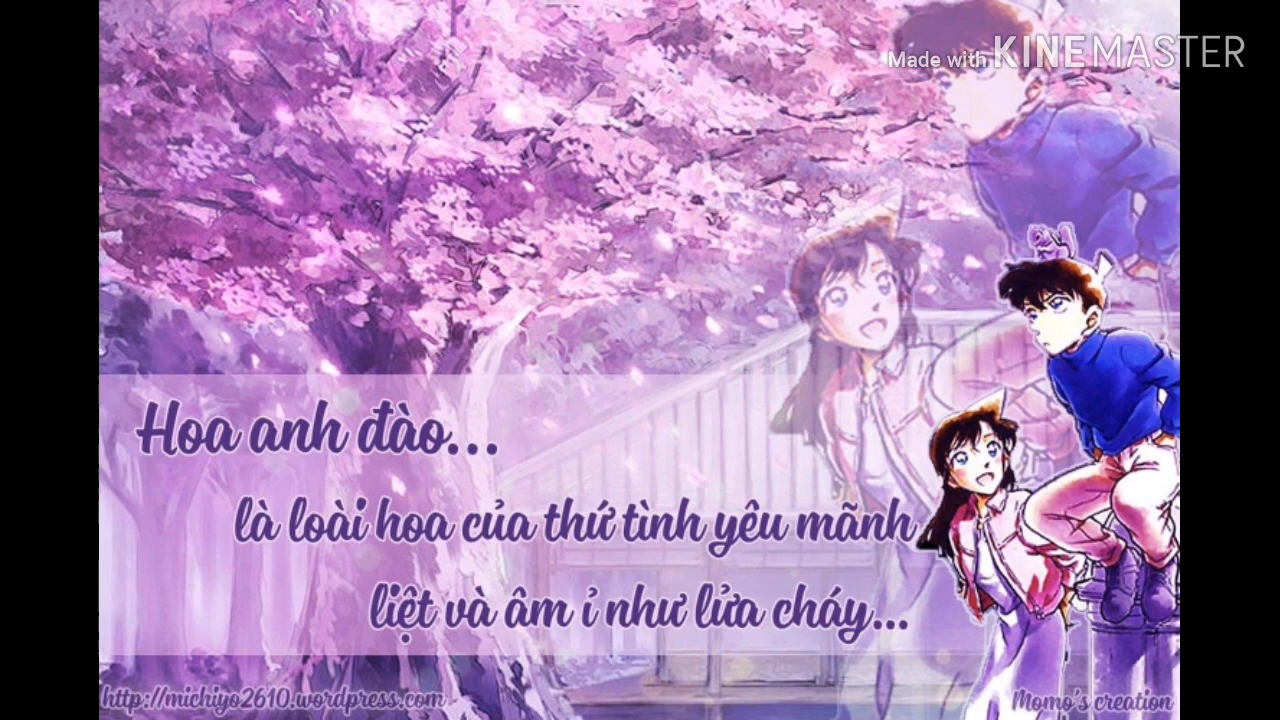 Made with KINEMASTER
Hoa anh đào...
là loài hoa của thứ tình yêu mãnh
liệt và âm ỉ như lửa cháy...
http://michiyo2610.wordpress.com
Momo's creation